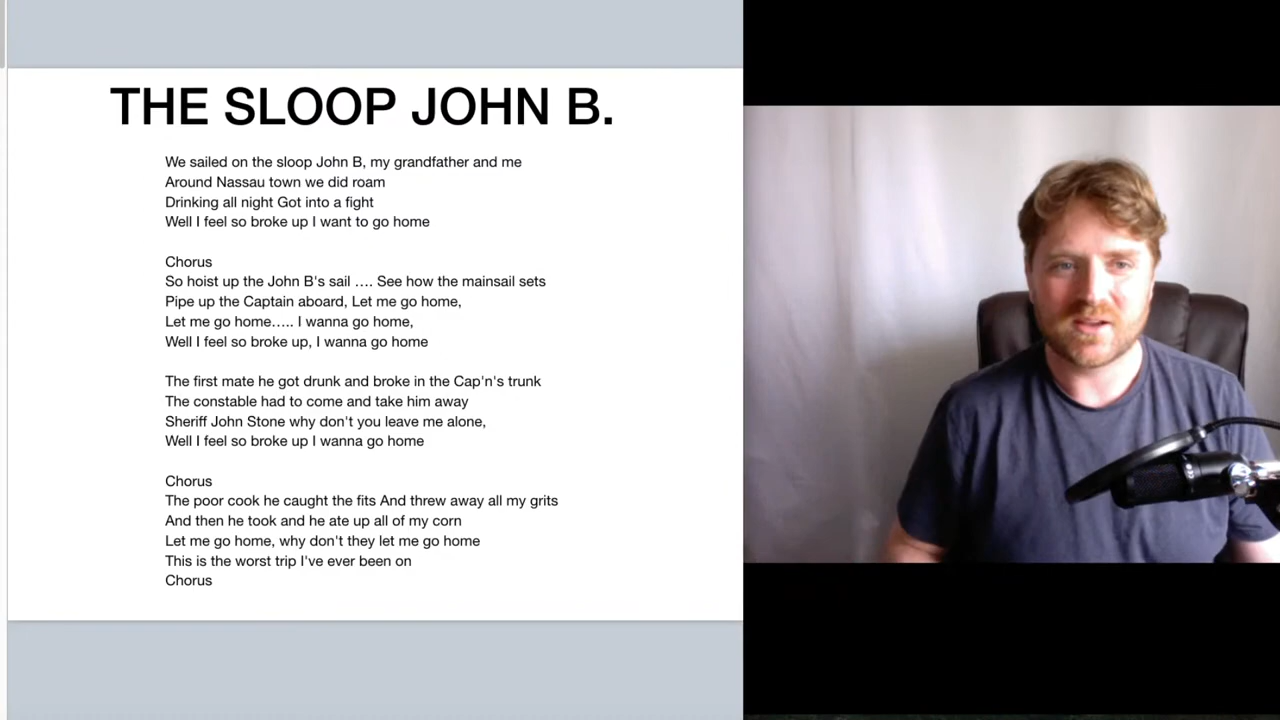 THE SLOOP JOHN B.
We sailed on the sloop John B, my grandfather and me
Around Nassau town we did roam
Drinking all night Got into a fight
Well I feel so broke up I want to go home
Chorus
So hoist up the John B's sail …. See how the mainsail sets
Pipe up the Captain aboard, Let me go home,
Let me go home….. I wanna go home,
Well I feel so broke up, I wanna go home
The first mate he got drunk and broke in the Cap'n's trunk
The constable had to come and take him away
Sheriff John Stone why don't you leave me alone,
Well I feel so broke up I wanna go home
Chorus
The poor cook he caught the fits And threw away all my grits
And then he took and he ate up all of my corn
Let me go home, why don't they let me go home
This is the worst trip I've ever been on
Chorus